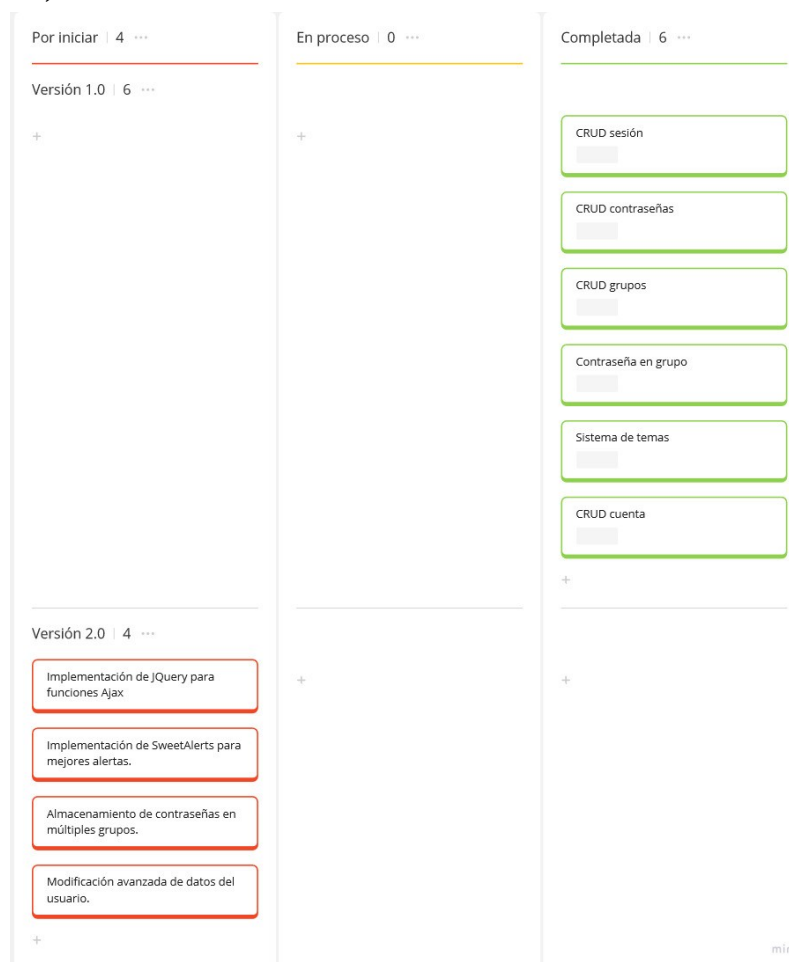 Por iniciar | 4 ...
En proceso | 0 ...
Completada | 6 ...
Versión 1.0 | 6 ...
+
+
CRUD sesión
CRUD contraseñas
CRUD grupos
Contraseña en grupo
Sistema de temas
CRUD cuenta
+
Versión 2.0 | 4 ...
Implementación de JQuery para
funciones Ajax
Implementación de SweetAlerts para
mejores alertas.
Almacenamiento de contraseñas en
múltiples grupos.
Modificación avanzada de datos del
usuario.
+
+
+